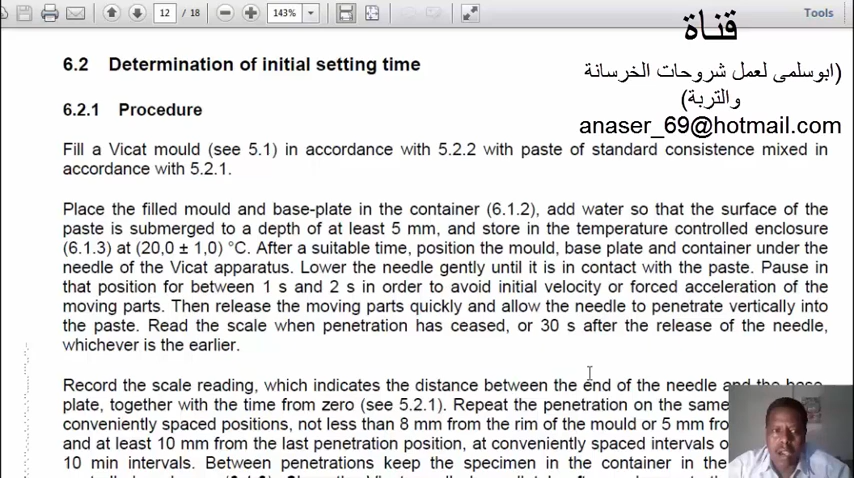 12 / 18
143%
Tools
قناة
(ابوسلمى لعمل شروحات الخرسانة
والتربة)
anaser_69@hotmail.com
6.2 Determination of initial setting time
6.2.1 Procedure
Fill a Vicat mould (see 5.1) in accordance with 5.2.2 with paste of standard consistence mixed in
accordance with 5.2.1.
Place the filled mould and base-plate in the container (6.1.2), add water so that the surface of the
paste is submerged to a depth of at least 5 mm, and store in the temperature controlled enclosure
(6.1.3) at (20,0 ± 1,0) °C. After a suitable time, position the mould, base plate and container under the
needle of the Vicat apparatus. Lower the needle gently until it is in contact with the paste. Pause in
that position for between 1 s and 2 s in order to avoid initial velocity or forced acceleration of the
moving parts. Then release the moving parts quickly and allow the needle to penetrate vertically into
the paste. Read the scale when penetration has ceased, or 30 s after the release of the needle,
whichever is the earlier.
Record the scale reading, which indicates the distance between the end of the needle and the base
plate, together with the time from zero (see 5.2.1). Repeat the penetration on the same
conveniently spaced positions, not less than 8 mm from the rim of the mould or 5 mm
and at least 10 mm from the last penetration position, at conveniently spaced intervals
10 min intervals. Between penetrations keep the specimen in the container in the